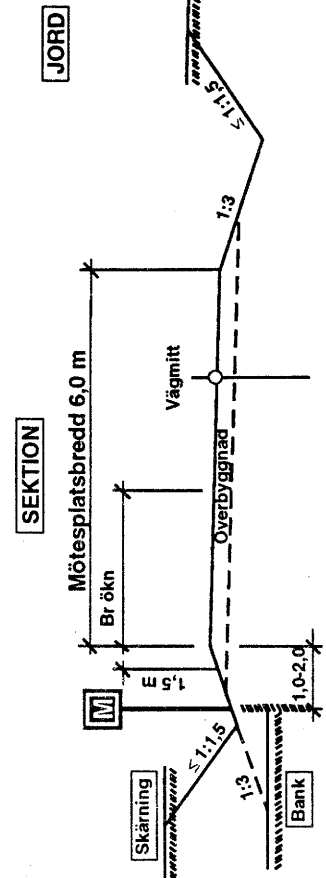 JORD
SEKTION
Mötesplatsbredd 6,0 m
Br ökn
1,5 m
M
Vägmitt
Överbyggnad
1:3
≤ 1:1,5
Skärning
≤ 1:1,5
1:3
Bank
1,0-2,0